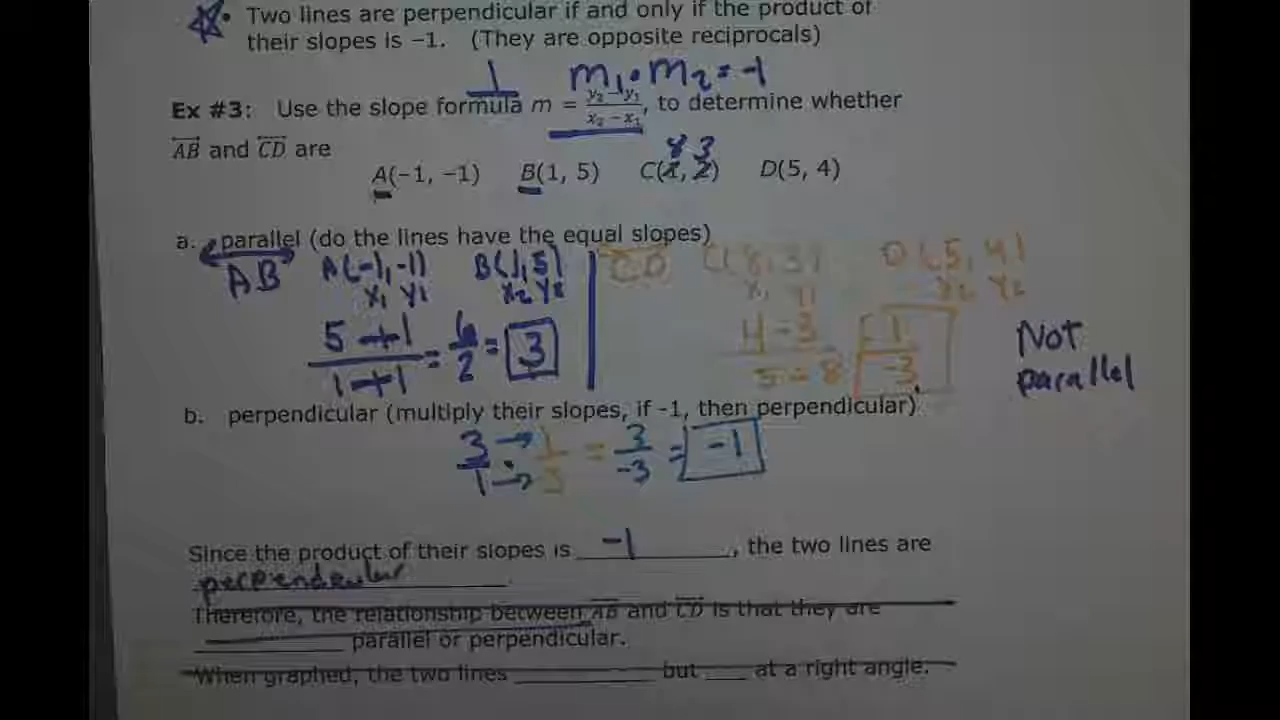 • Two lines are perpendicular if and only if the product of
their slopes is –1. (They are opposite reciprocals)
1 m1 • m2 = -1
Ex #3: Use the slope formula m = y₂ – y₁ / x₂ – x₁, to determine whether
AB and CD are
8 3
A(−1, −1) B(1, 5) C(1, 2) D(5, 4)
a. parallel (do the lines have the equal slopes)
AB A(-1,-1) B(1,5) CD C(8,3) D(5,4)
x₁ y₁ x₂ y₂ x₁ y₁ x₂ y₂
5+1 / 1+1 = 6/2 = 3 4-3 / 5-8 1/-3 Not
parallel
b. perpendicular (multiply their slopes, if -1, then perpendicular)
3/1 • 1/3 = 3/-3 = -1
Since the product of their slopes is -1, the two lines are
perpendicular.
Therefore, the relationship between AB and CD is that they are
parallel or perpendicular.
When graphed, the two lines but at a right angle.